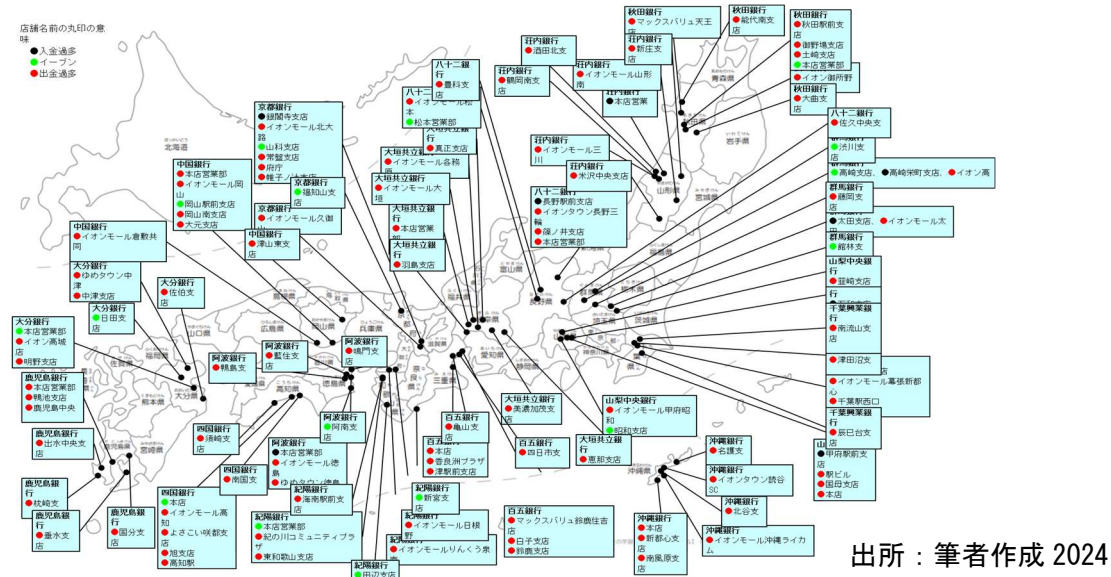 店舗名前の丸印の意
味
●入金過多
●イーブン
●出金過多
秋田銀行
●マックスバリュ天王
秋田銀行
●能代南支
店
秋田銀行
●秋田駅前支
店
●御野場支店
●土崎支店
●本店営業部
●イオン御所野
秋田銀行
●大曲支
店
荘内銀行
●酒田北支
店
荘内銀行
●新庄支
店
荘内銀行
●鶴岡南支
店
荘内銀行
●イオンモール山形
南
荘内銀行
●本店営業
荘内銀行
●イオンモール三
川
荘内銀行
●米沢中央支店
八十二銀
行
●豊科支
店
八十二
●イオンモール松
本
●松本営業部
八十二銀行
●長野駅前支店
●イオンタウン長野三
輪
●篠ノ井支店
●本店営業部
八十二銀行
●佐久中央支
●渋川支
店
●高崎支店、●高崎栄町支店、●イオン高
群馬銀行
●藤岡支
店
●太田支店、●イオンモール太
群馬銀行
●館林支
店
山梨中央銀行
●韮崎支
店
千葉興業銀行
●南流山支
店
●津田沼支
店
●イオンモール幕張新都
心
●千葉駅西口
千葉興業銀行
●辰巳台支
店
●甲府駅前支
店
●駅ビル
●国母支店
●本店
山梨中央銀行
●イオンモール甲府昭
和
●昭和支店
京都銀行
●銀閣寺支店
●イオンモール北大
路
●山科支店
●常盤支店
●府庁
京都銀行
●福知山支
店
京都銀行
●イオンモール久御
山
中国銀行
●本店営業部
●イオンモール岡
山
●岡山駅前支店
●岡山南支店
●大元支店
中国銀行
●津山東支
店
中国銀行
●イオンモール倉敷共
同
大垣共立銀行
●真正支店
大垣共立銀行
●イオンモール各務
原
大垣共立銀行
●イオンモール大
垣
大垣共立銀行
●本店営業
部
大垣共立銀行
●羽島支店
大垣共立銀行
●美濃加茂支
店
大垣共立銀行
●恵那支店
大分銀行
●ゆめタウン中
津
●中津支店
大分銀行
●佐伯支
店
大分銀行
●日田支
店
大分銀行
●本店営業部
●イオン高城
店
●明野支店
鹿児島銀行
●本店営業部
●鴨池支店
●鹿児島中央
鹿児島銀行
●出水中央支
店
鹿児島銀
行
●枕崎支
店
鹿児島銀
行
●垂水支
店
鹿児島銀
行
●国分支
店
阿波銀行
●鴨島支
店
阿波銀行
●藍住支
店
阿波銀行
●鳴門支
店
阿波銀行
●阿南支
店
阿波銀行
●本店営業部
●イオンモール徳
島
●ゆめタウン徳島
四国銀行
●須崎支
店
四国銀行
●南国支
店
四国銀行
●本店
●イオンモール高
知
●よさこい咲都支
店
●旭支店
●高知駅
百五銀行
●亀山支
店
百五銀行
●本店
●香良洲プラザ
●津駅前支店
百五銀行
●四日市支
店
百五銀行
●マックスバリュ鈴鹿住吉
店
●白子支店
●鈴鹿支店
紀陽銀行
●海南駅前支
店
紀陽銀行
●本店営業部
●紀の川コミュニティプラ
ザ
●東和歌山支店
紀陽銀行
●新宮支
店
紀陽銀行
●イオンモール日根
野
紀陽銀行
●イオンモールりんくう泉
紀陽銀行
●田辺支店
沖縄銀行
●名護支
店
沖縄銀行
●イオンタウン読谷
SC
沖縄銀行
●北谷支
店
沖縄銀行
●イオンモール沖縄ライカ
ム
沖縄銀行
●本店
●新都心支
店
●南風原支
店
北海道
青森県
岩手県
山形県
宮城県
福島県
富山県
福井県
長野県
茨城県
埼玉県
神奈川県
静岡県
愛知県
三重県
滋賀県
兵庫県
鳥取県
島根県
岡山県
広島県
山口県
徳島県
高知県
福岡県
佐賀県
大分県
熊本県
宮崎県
沖縄県
出所：筆者作成 2024